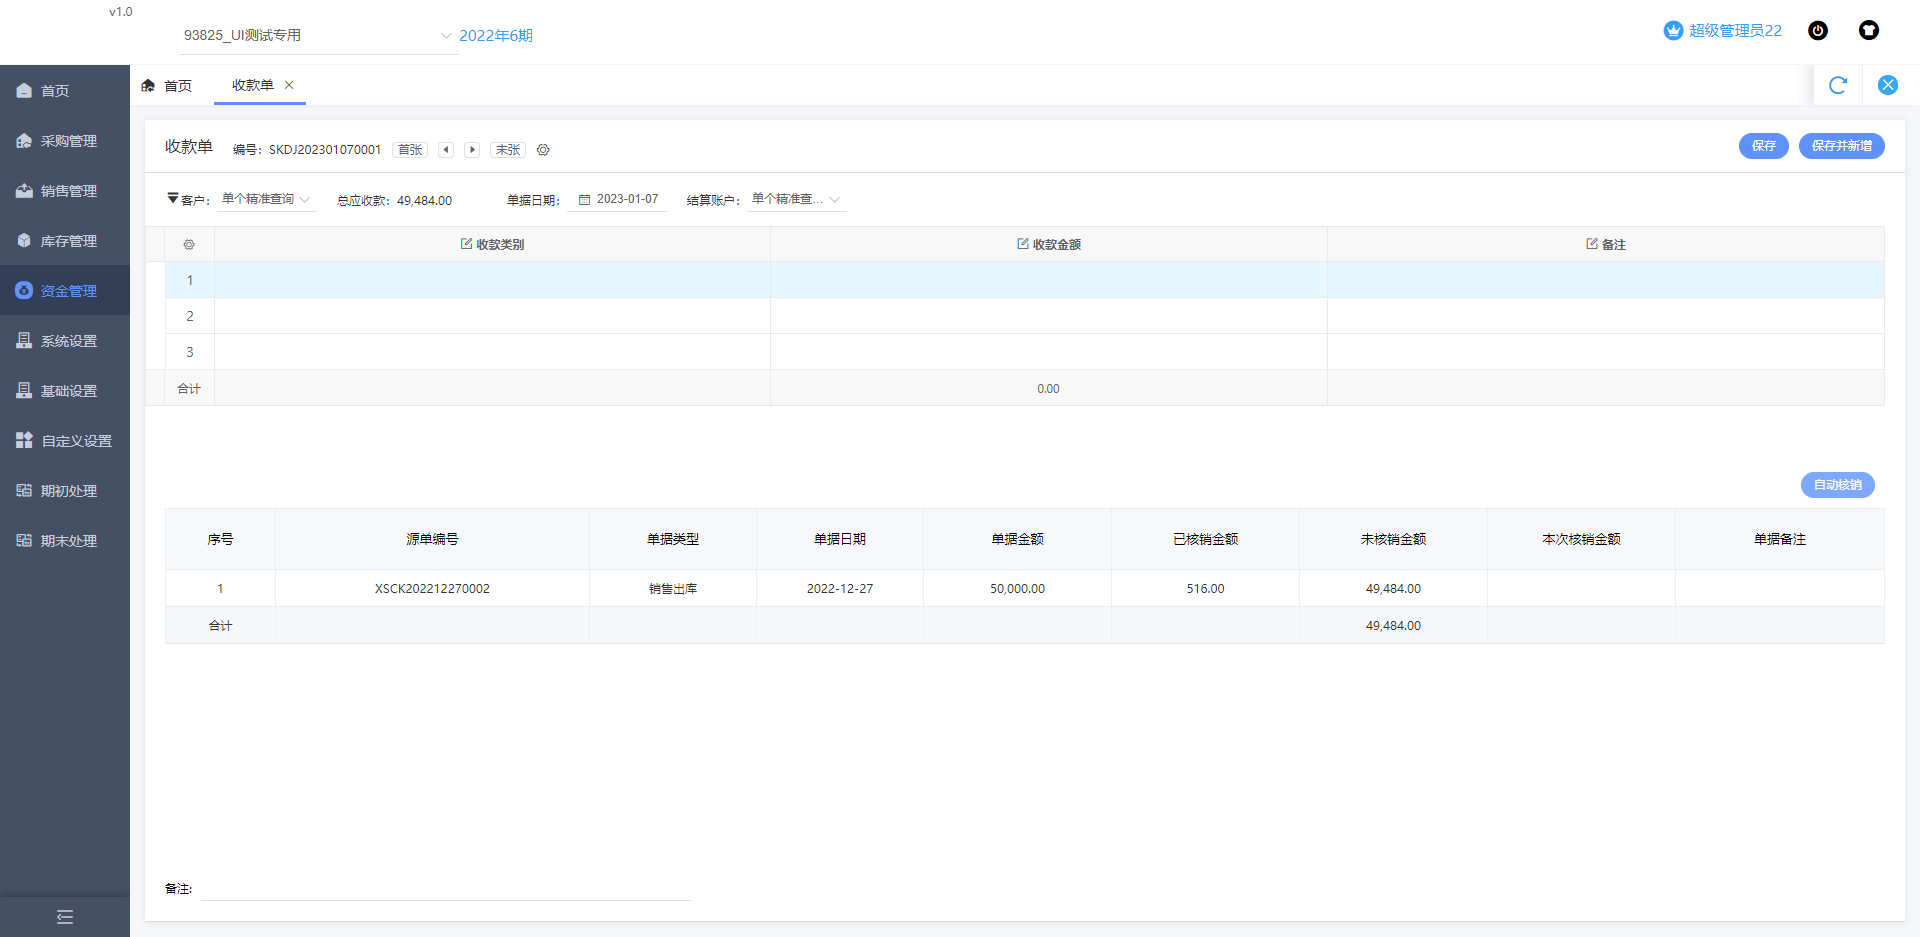 v1.0
93825_UI测试专用
2022年6期
超级管理员22
首页
采购管理
销售管理
库存管理
资金管理
系统设置
基础设置
自定义设置
期初处理
期末处理
首页
收款单
收款单 编号：SKDJ202301070001 首张 末张
保存 保存并新增
客户： 单个精准查询 总应收款：49,484.00 单据日期： 2023-01-07 结算账户： 单个精准查...
收款类别 收款金额 备注
1
2
3
合计 0.00
自动核销
序号 源单编号 单据类型 单据日期 单据金额 已核销金额 未核销金额 本次核销金额 单据备注
1 XSCK202212270002 销售出库 2022-12-27 50,000.00 516.00 49,484.00
合计 49,484.00
备注: